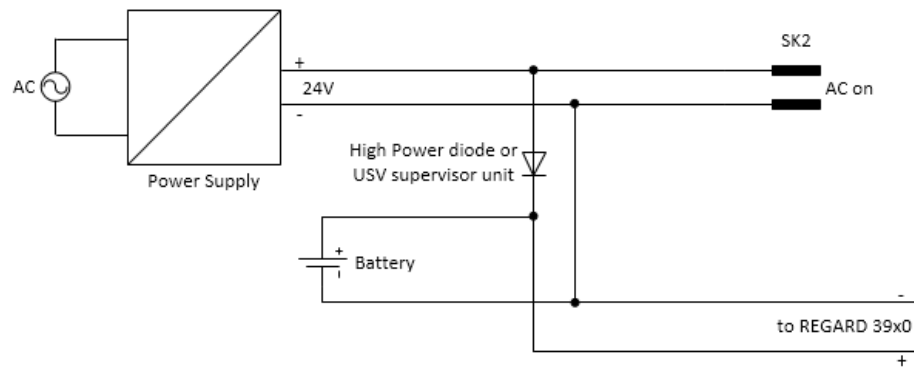 SK2
+
AC
24V
AC on
-
High Power diode or
USV supervisor unit
Power Supply
+
Battery
-
-
to REGARD 39x0
+